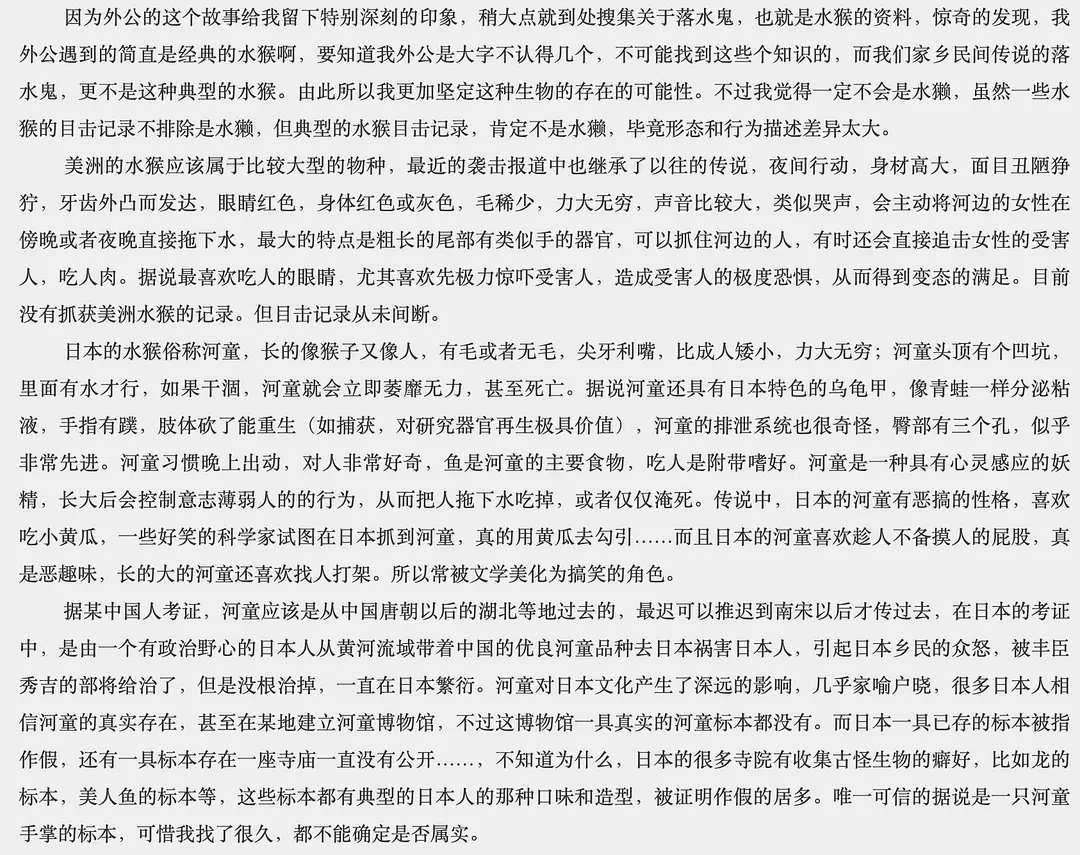 因为外公的这个故事给我留下特别深刻的印象，稍大点就到处搜集关于落水鬼，也就是水猴的资料，惊奇的发现，我
外公遇到的简直是经典的水猴啊，要知道我外公是大字不认得几个，不可能找到这些个知识的，而我们家乡民间传说的落
水鬼，更不是这种典型的水猴。由此所以我更加坚定这种生物的存在的可能性。不过我觉得一定不会是水獭，虽然一些水
猴的目击记录不排除是水獭，但典型的水猴目击记录，肯定不是水獭，毕竟形态和行为描述差异太大。
美洲的水猴应该属于比较大型的物种，最近的袭击报道中也继承了以往的传说，夜间行动，身材高大，面目丑陋狰
狞，牙齿外凸而发达，眼睛红色，身体红色或灰色，毛稀少，力大无穷，声音比较大，类似哭声，会主动将河边的女性在
傍晚或者夜晚直接拖下水，最大的特点是粗长的尾部有类似手的器官，可以抓住河边的人，有时还会直接追击女性的受害
人，吃人肉。据说最喜欢吃人的眼睛，尤其喜欢先极力惊吓受害人，造成受害人的极度恐惧，从而得到变态的满足。目前
没有抓获美洲水猴的记录。但目击记录从未间断。
日本的水猴俗称河童，长的像猴子又像人，有毛或者无毛，尖牙利嘴，比成人矮小，力大无穷；河童头顶有个凹坑，
里面有水才行，如果干涸，河童就会立即萎靡无力，甚至死亡。据说河童还具有日本特色的乌龟甲，像青蛙一样分泌粘
液，手指有蹼，肢体砍了能重生（如捕获，对研究器官再生极具价值），河童的排泄系统也很奇怪，臀部有三个孔，似乎
非常先进。河童习惯晚上出动，对人非常好奇，鱼是河童的主要食物，吃人是附带嗜好。河童是一种具有心灵感应的妖
精，长大后会控制意志薄弱人的的行为，从而把人拖下水吃掉，或者仅仅淹死。传说中，日本的河童有恶搞的性格，喜欢
吃小黄瓜，一些好笑的科学家试图在日本抓到河童，真的用黄瓜去勾引……而且日本的河童喜欢趁人不备摸人的屁股，真
是恶趣味，长的大的河童还喜欢找人打架。所以常被文学美化为搞笑的角色。
据某中国人考证，河童应该是从中国唐朝以后的湖北等地过去的，最迟可以推迟到南宋以后才传过去，在日本的考证
中，是由一个有政治野心的日本人从黄河流域带着中国的优良河童品种去日本祸害日本人，引起日本乡民的众怒，被丰臣
秀吉的部将给治了，但是没根治掉，一直在日本繁衍。河童对日本文化产生了深远的影响，几乎家喻户晓，很多日本人相
信河童的真实存在，甚至在某地建立河童博物馆，不过这博物馆一具真实的河童标本都没有。而日本一具已存的标本被指
作假，还有一具标本存在一座寺庙一直没有公开……，不知道为什么，日本的很多寺院有收集古怪生物的癖好，比如龙的
标本，美人鱼的标本等，这些标本都有典型的日本人的那种口味和造型，被证明作假的居多。唯一可信的据说是一只河童
手掌的标本，可惜我找了很久，都不能确定是否属实。